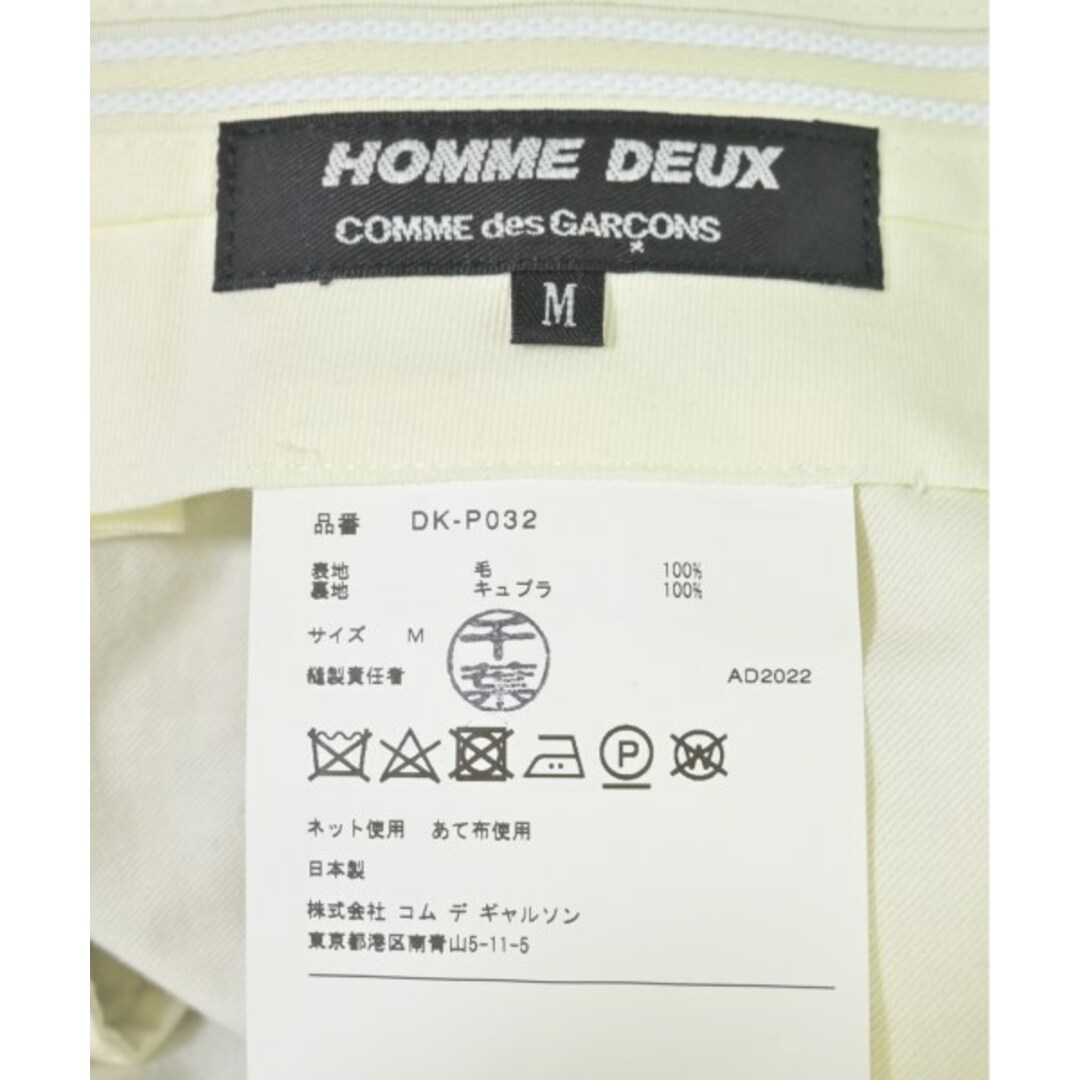 HOMME DEUX
COMME des GARÇONS
M
品番 DK-P032
表地 毛 100%
裏地 キュプラ 100%
サイズ M
千葉
縫製責任者 AD2022
P
W
ネット使用 あて布使用
日本製
株式会社 コム デ ギャルソン
東京都港区南青山5-11-5